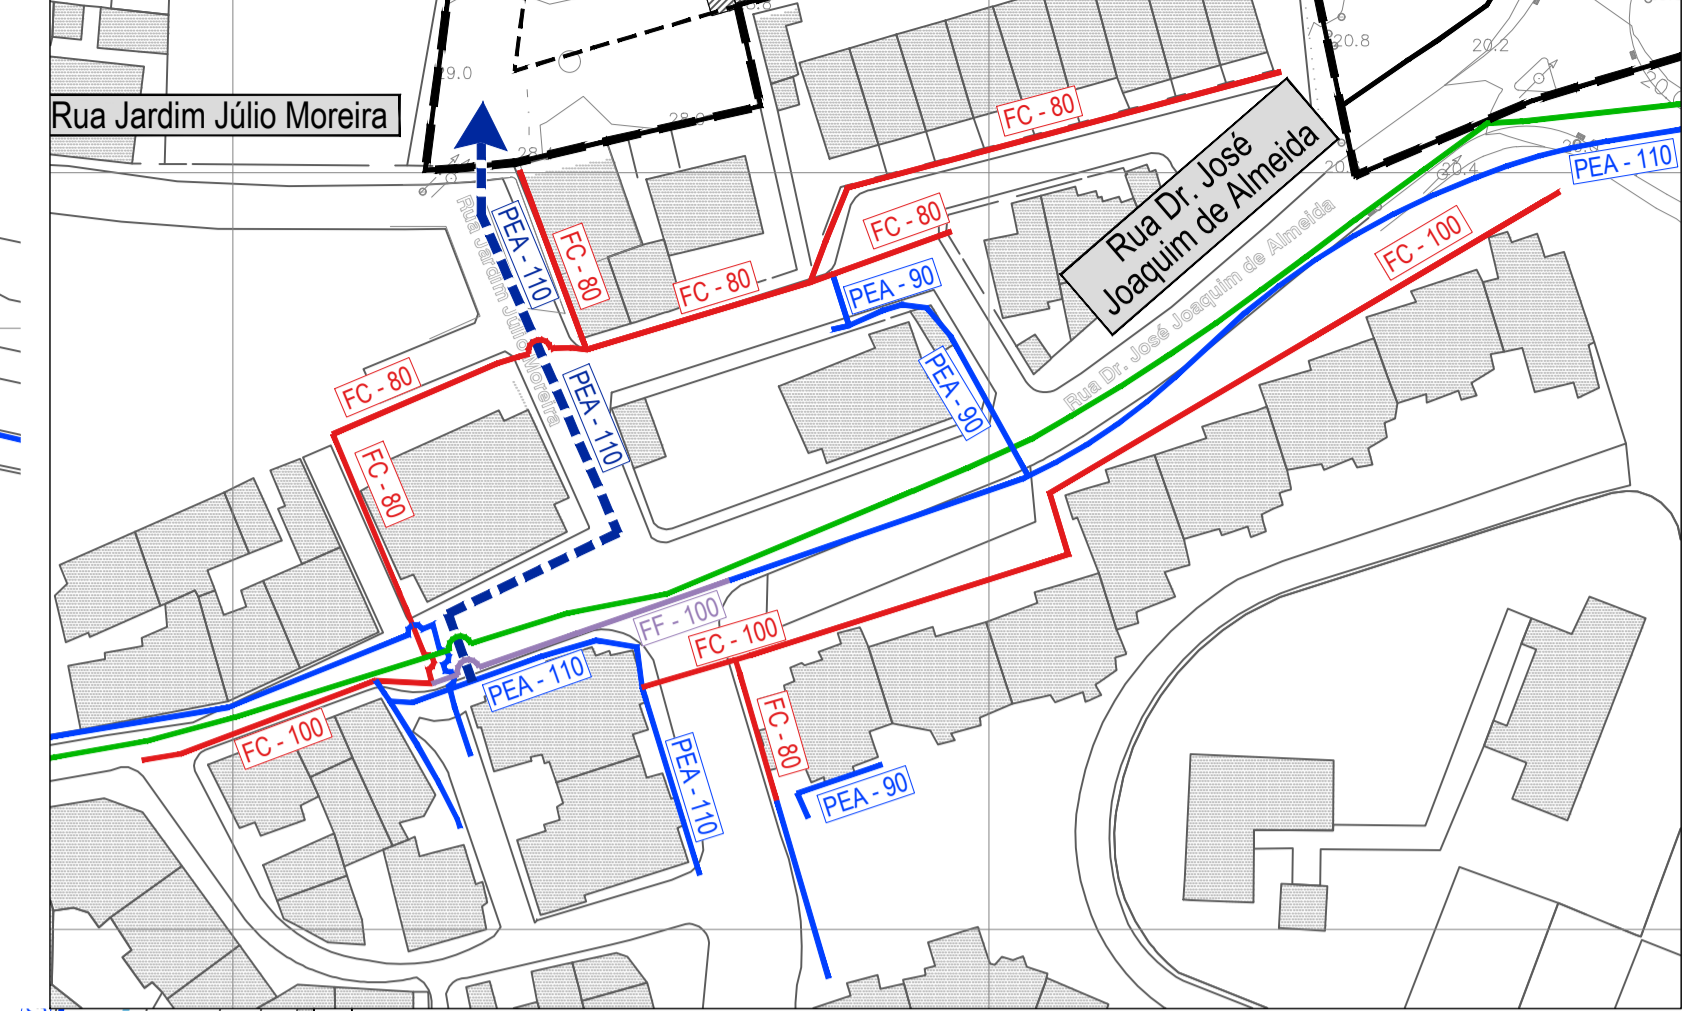 29.0
20.8
20.2
Rua Jardim Júlio Moreira
FC - 80
Rua Dr. José
Joaquim de Almeida
20.4
PEA - 110
PEA - 110
FC - 80
Rua Jardim Júlio Moreira
FC - 80
FC - 80
PEA - 90
Rua Dr. José Joaquim de Almeida
FC - 100
FC - 80
PEA - 110
PEA - 90
FC - 80
FF - 100
FC - 100
PEA - 110
FC - 100
FC - 80
PEA - 110
PEA - 90